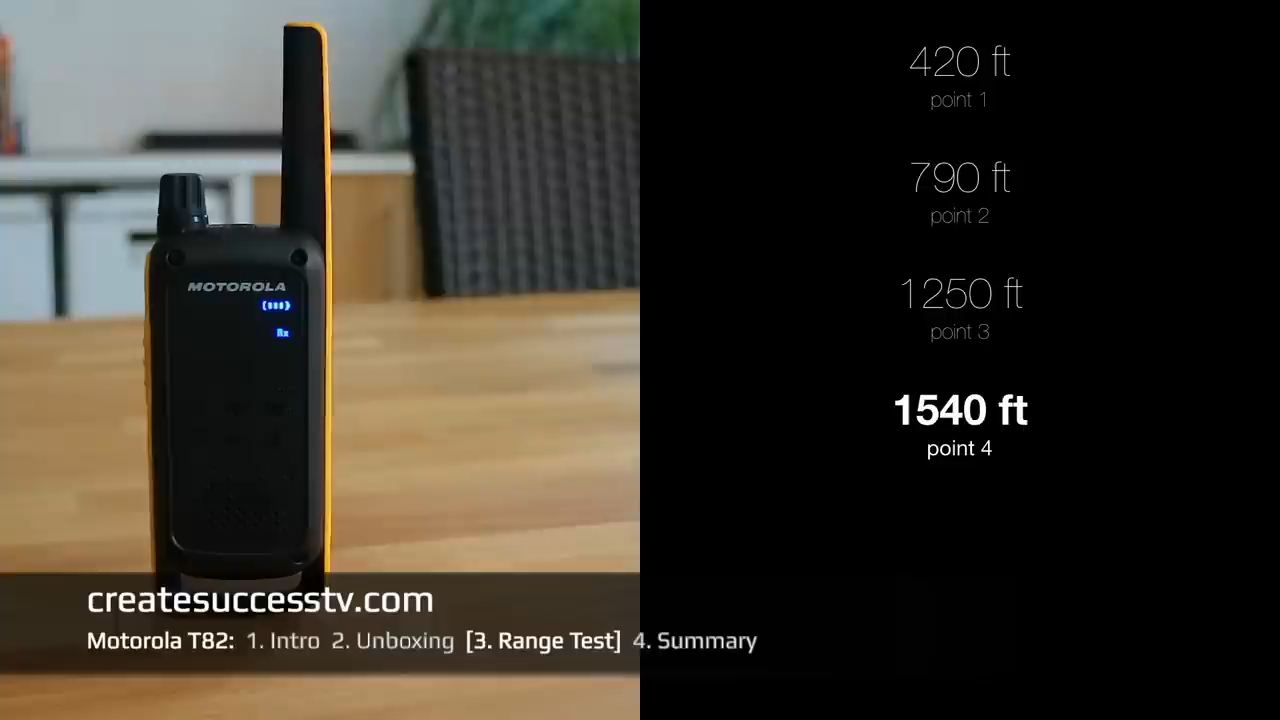 MOTOROLA
Rx
420 ft
point 1
790 ft
point 2
1250 ft
point 3
1540 ft
point 4
createsuccesstv.com
Motorola T82: 1. Intro 2. Unboxing [3. Range Test] 4. Summary